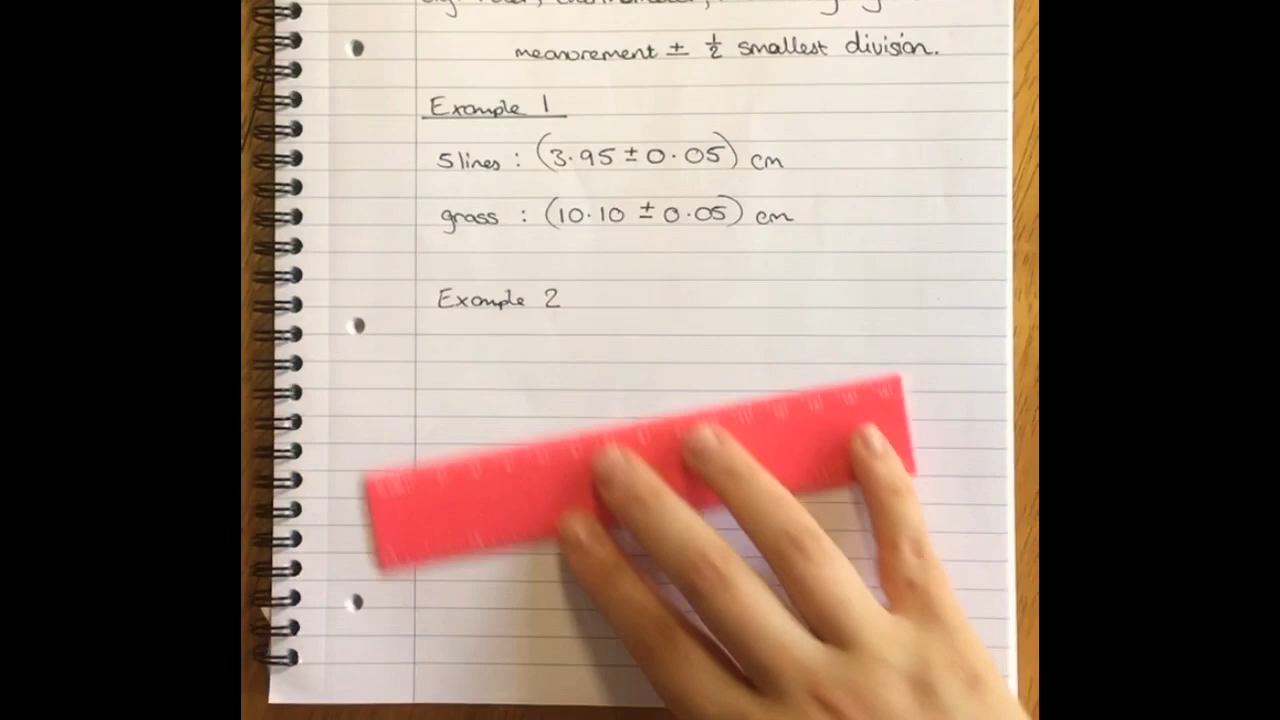 measurement ± ½ smallest division.
Example 1
5 lines : (3.95 ± 0.05) cm
grass : (10.10 ± 0.05) cm
Example 2